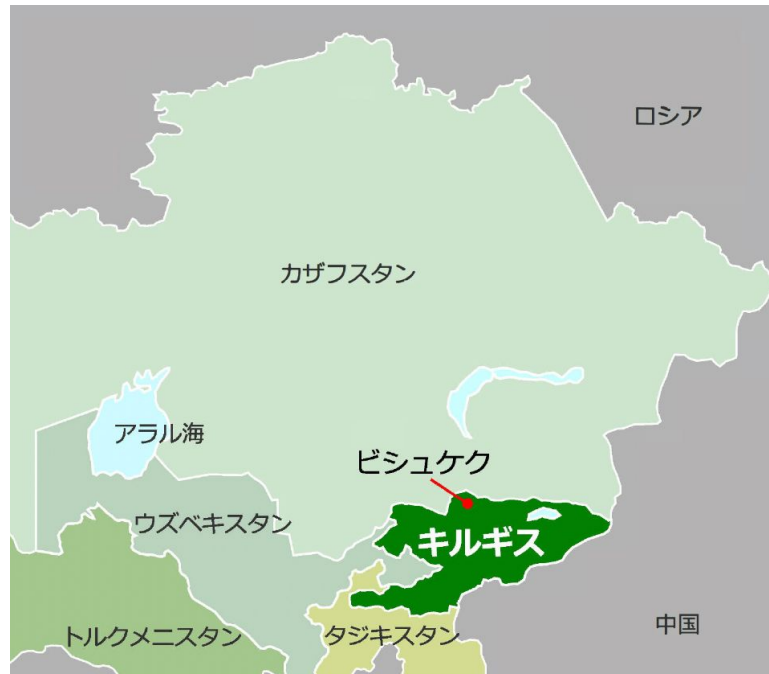 ロシア
カザフスタン
アラル海
ビシュケク
ウズベキスタン
キルギス
トルクメニスタン
タジキスタン
中国